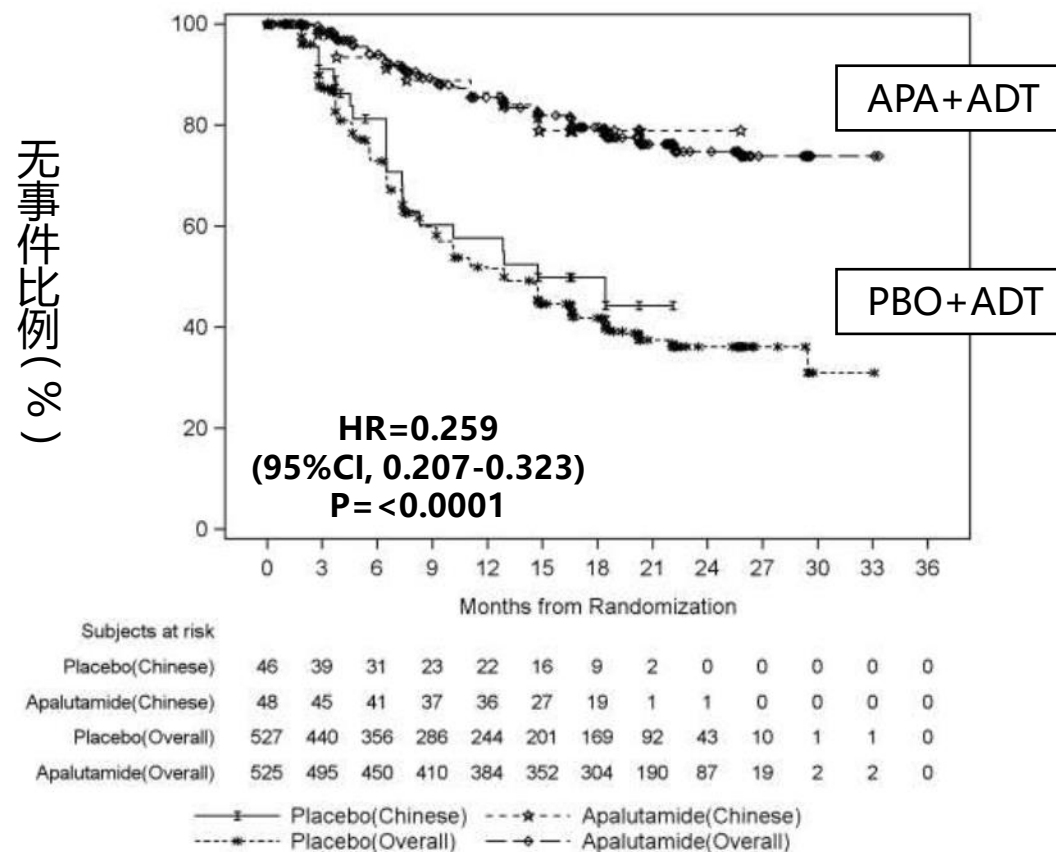 无事件比例(%)
100
80
60
40
20
0
APA+ADT
PBO+ADT
HR=0.259
(95%CI, 0.207-0.323)
P=<0.0001
0 3 6 9 12 15 18 21 24 27 30 33 36
Months from Randomization
Subjects at risk
Placebo(Chinese) 46 39 31 23 22 16 9 2 0 0 0 0 0
Apalutamide(Chinese) 48 45 41 37 36 27 19 1 1 0 0 0 0
Placebo(Overall) 527 440 356 286 244 201 169 92 43 10 1 1 0
Apalutamide(Overall) 525 495 450 410 384 352 304 190 87 19 2 2 0
Placebo(Chinese) Apalutamide(Chinese)
Placebo(Overall) Apalutamide(Overall)